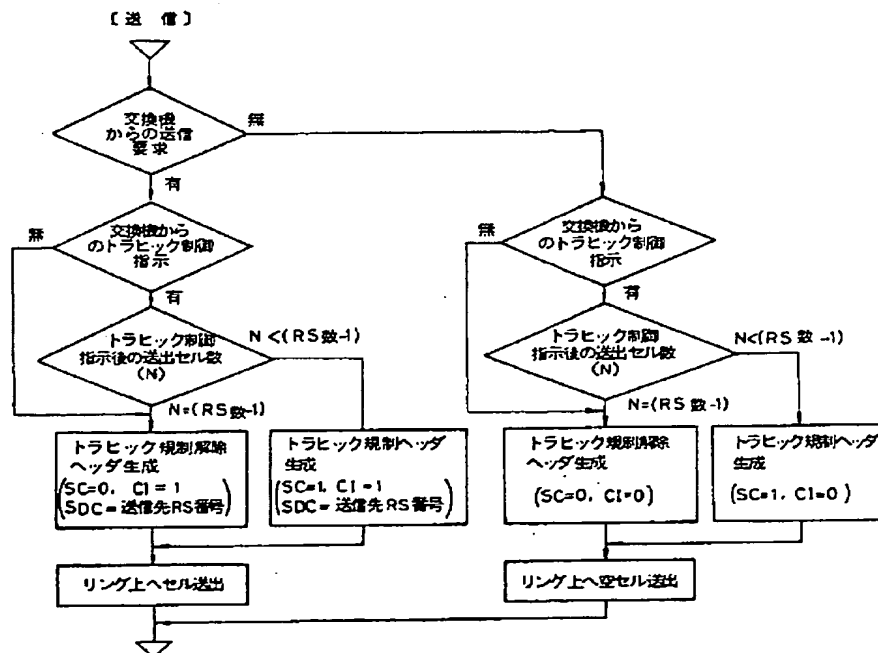 〔送 信〕
交換機
からの送信
要求
無
有
交換機から
のトラヒック制御
指示
無
有
トラヒック制御
指示後の送出セル数
(N)
N<(RS数-1)
N=(RS数-1)
トラヒック規制解除
ヘッダ生成
(SC=0, CI=1
SDC=送信先RS番号)
トラヒック規制ヘッダ
生成
(SC=1, CI=1
SDC=送信先RS番号)
リング上へセル送出
交換機から
のトラヒック制御
指示
無
有
トラヒック制御
指示後の送出セル数
(N)
N<(RS数-1)
N=(RS数-1)
トラヒック規制解除
ヘッダ生成
(SC=0, CI=0)
トラヒック規制ヘッダ
生成
(SC=1, CI=0)
リング上へ空セル送出